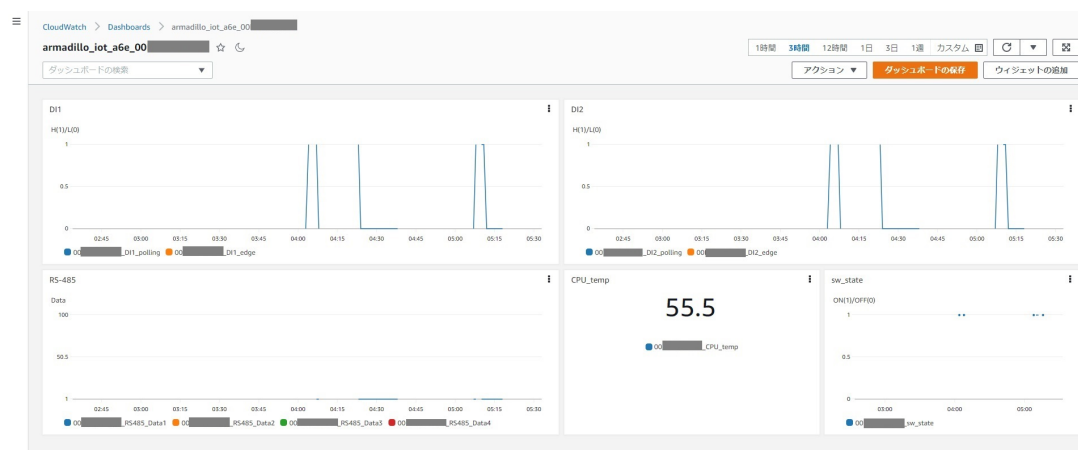 CloudWatch > Dashboards > armadillo_iot_a6e_00
armadillo_iot_a6e_00
1時間 3時間 12時間 1日 3日 1週 カスタム
ダッシュボードの検索
アクション
ダッシュボードの保存
ウィジェットの追加
DI1
H(1)/L(0)
1
0.5
0
02:45 03:00 03:15 03:30 03:45 04:00 04:15 04:30 04:45 05:00 05:15 05:30
00 _DI1_polling 00 _DI1_edge
DI2
H(1)/L(0)
1
0.5
0
02:45 03:00 03:15 03:30 03:45 04:00 04:15 04:30 04:45 05:00 05:15 05:30
00 _DI2_polling 00 _DI2_edge
RS-485
Data
100
50.5
1
02:45 03:00 03:15 03:30 03:45 04:00 04:15 04:30 04:45 05:00 05:15 05:30
00 _RS485_Data1 00 _RS485_Data2 00 _RS485_Data3 00 _RS485_Data4
CPU_temp
55.5
00 _CPU_temp
sw_state
ON(1)/OFF(0)
1
0.5
0
03:00 04:00 05:00
00 _sw_state